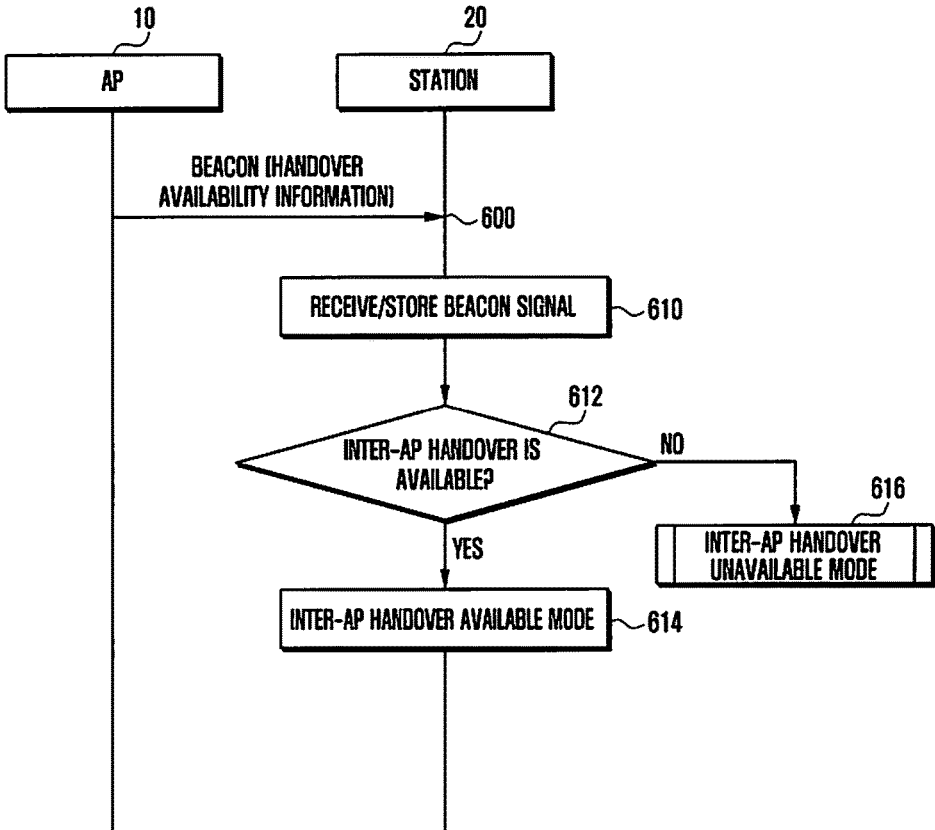 10
20
AP
STATION
BEACON (HANDOVER
AVAILABILITY INFORMATION)
600
RECEIVE/STORE BEACON SIGNAL
610
612
INTER-AP HANDOVER IS
AVAILABLE?
NO
616
INTER-AP HANDOVER
UNAVAILABLE MODE
YES
INTER-AP HANDOVER AVAILABLE MODE
614